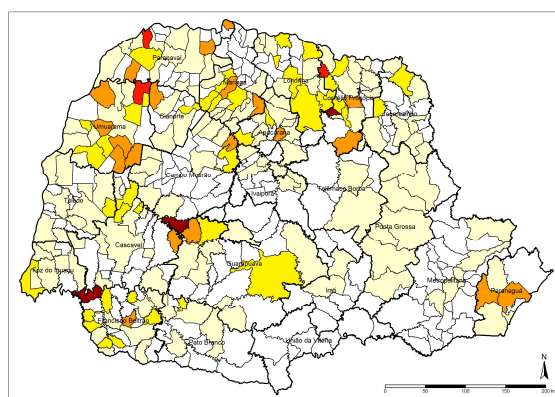 Paranavaí
Londrina
Maringá
Cornélio Procópio
Jacarezinho
Cianorte
Umuarama
Apucarana
Campo Mourão
Telêmaco Borba
Ivaiporã
Toledo
Ponta Grossa
Cascavel
Guarapuava
Foz do Iguaçu
Metropolitana
Irati
Paranaguá
Francisco Beltrão
União da Vitória
Pato Branco
N
0 50 100 150 200 km